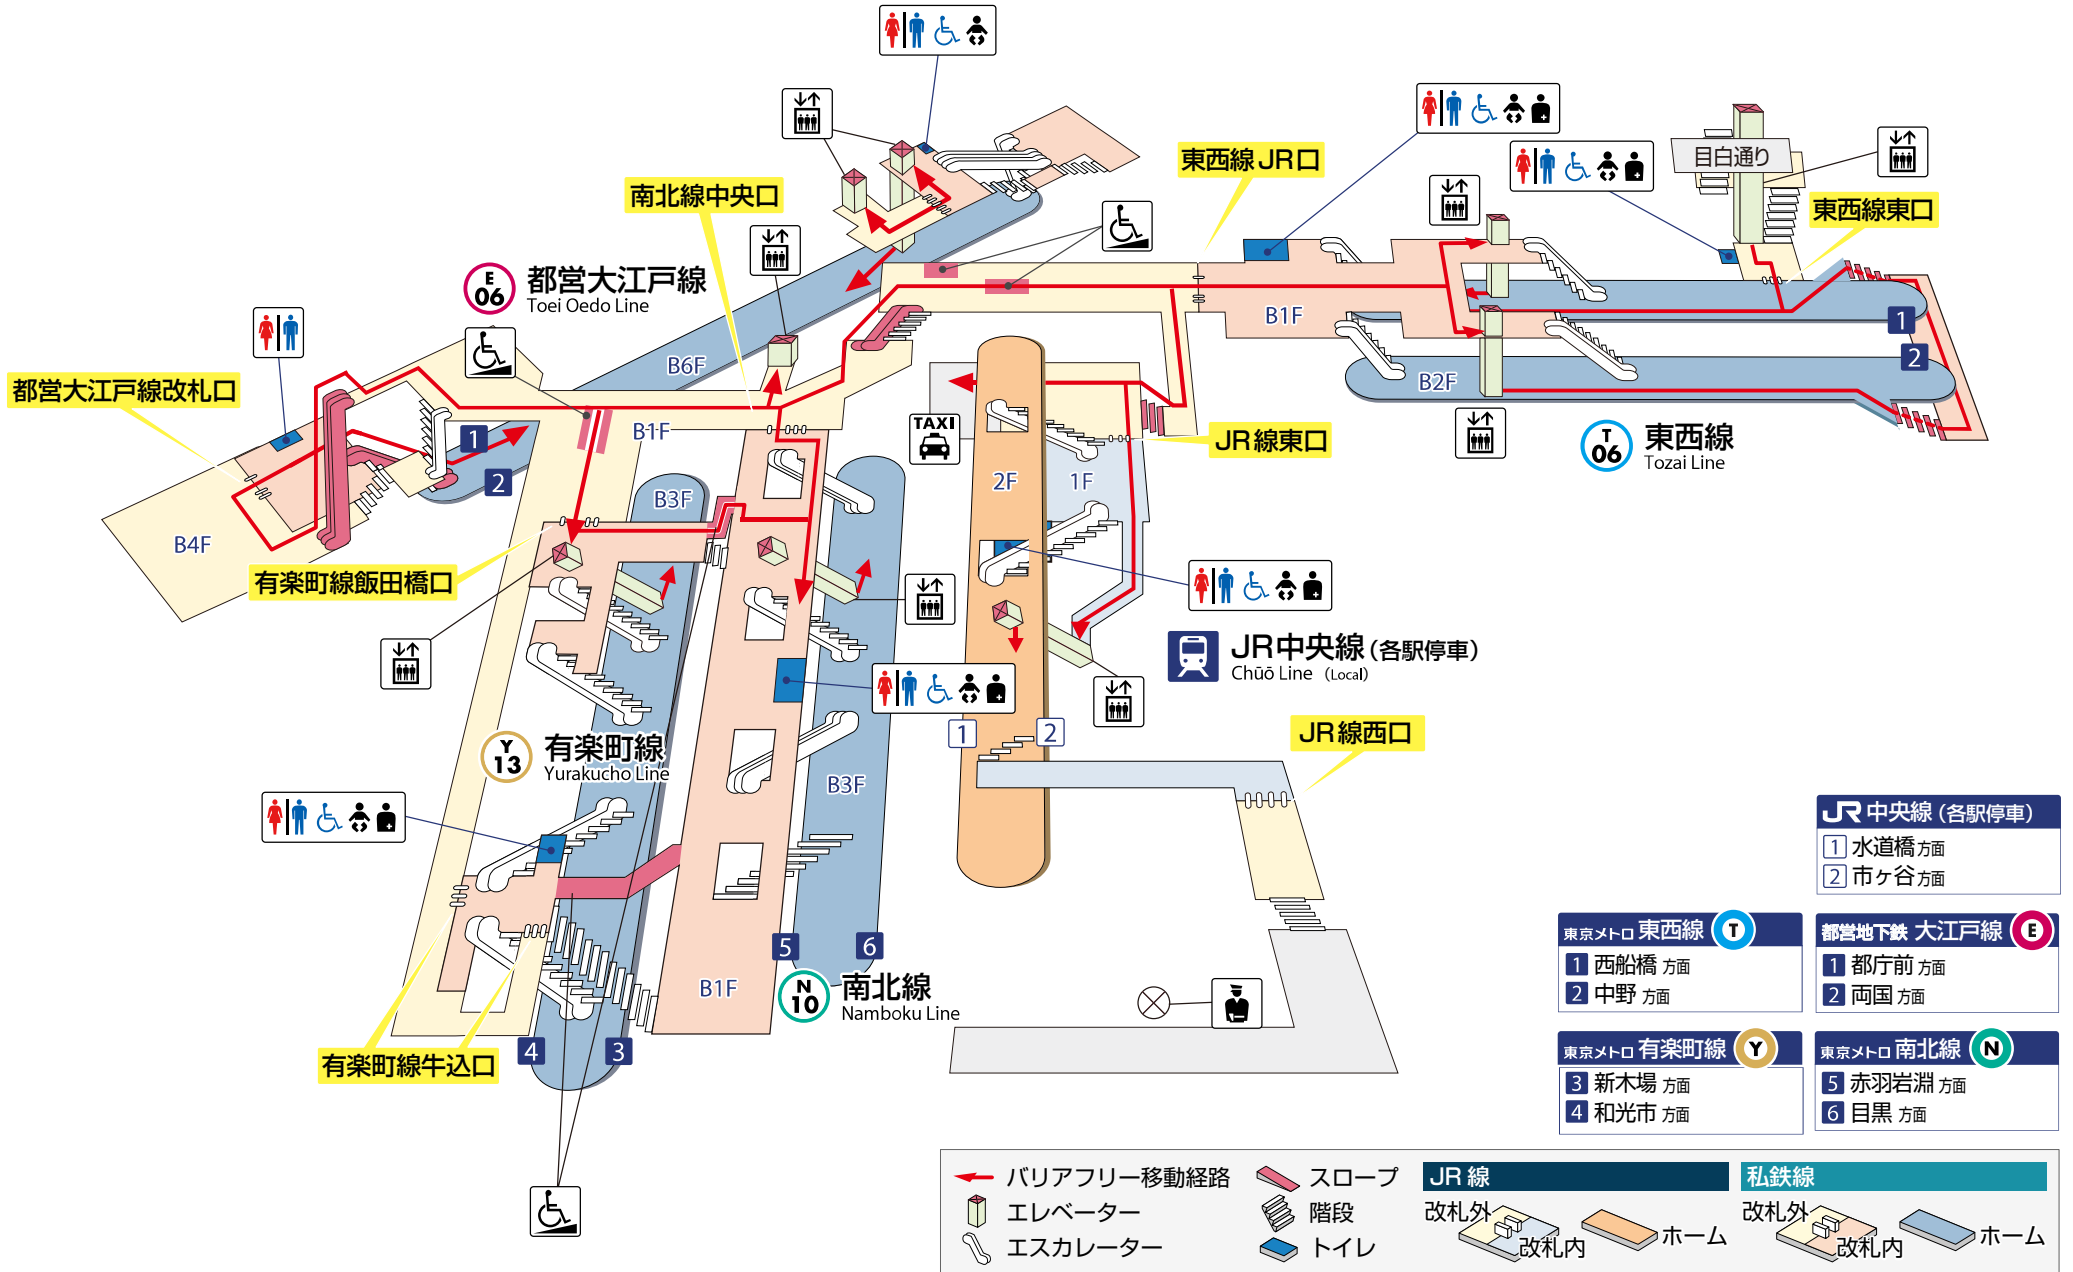 目白通り
東西線JR口
南北線中央口
東西線東口
E
06
都営大江戸線
Toei Oedo Line
B1F
1
2
B6F
B2F
都営大江戸線改札口
TAXI
JR線東口
T
06
東西線
Tozai Line
1
2
B1F
B3F
2F
1F
B4F
有楽町線飯田橋口
JR中央線(各駅停車)
Chūō Line (Local)
1
2
JR線西口
Y
13
有楽町線
Yurakucho Line
B3F
5
6
B1F
N
10
南北線
Namboku Line
有楽町線牛込口
4
3
JR中央線(各駅停車)
1 水道橋方面
2 市ヶ谷方面
東京メトロ 東西線 T
1 西船橋 方面
2 中野 方面
都営地下鉄 大江戸線 E
1 都庁前 方面
2 両国 方面
東京メトロ 有楽町線 Y
3 新木場 方面
4 和光市 方面
東京メトロ 南北線 N
5 赤羽岩淵 方面
6 目黒 方面
バリアフリー移動経路
エレベーター
エスカレーター
スロープ
階段
トイレ
JR線
改札外
改札内
ホーム
私鉄線
改札外
改札内
ホーム